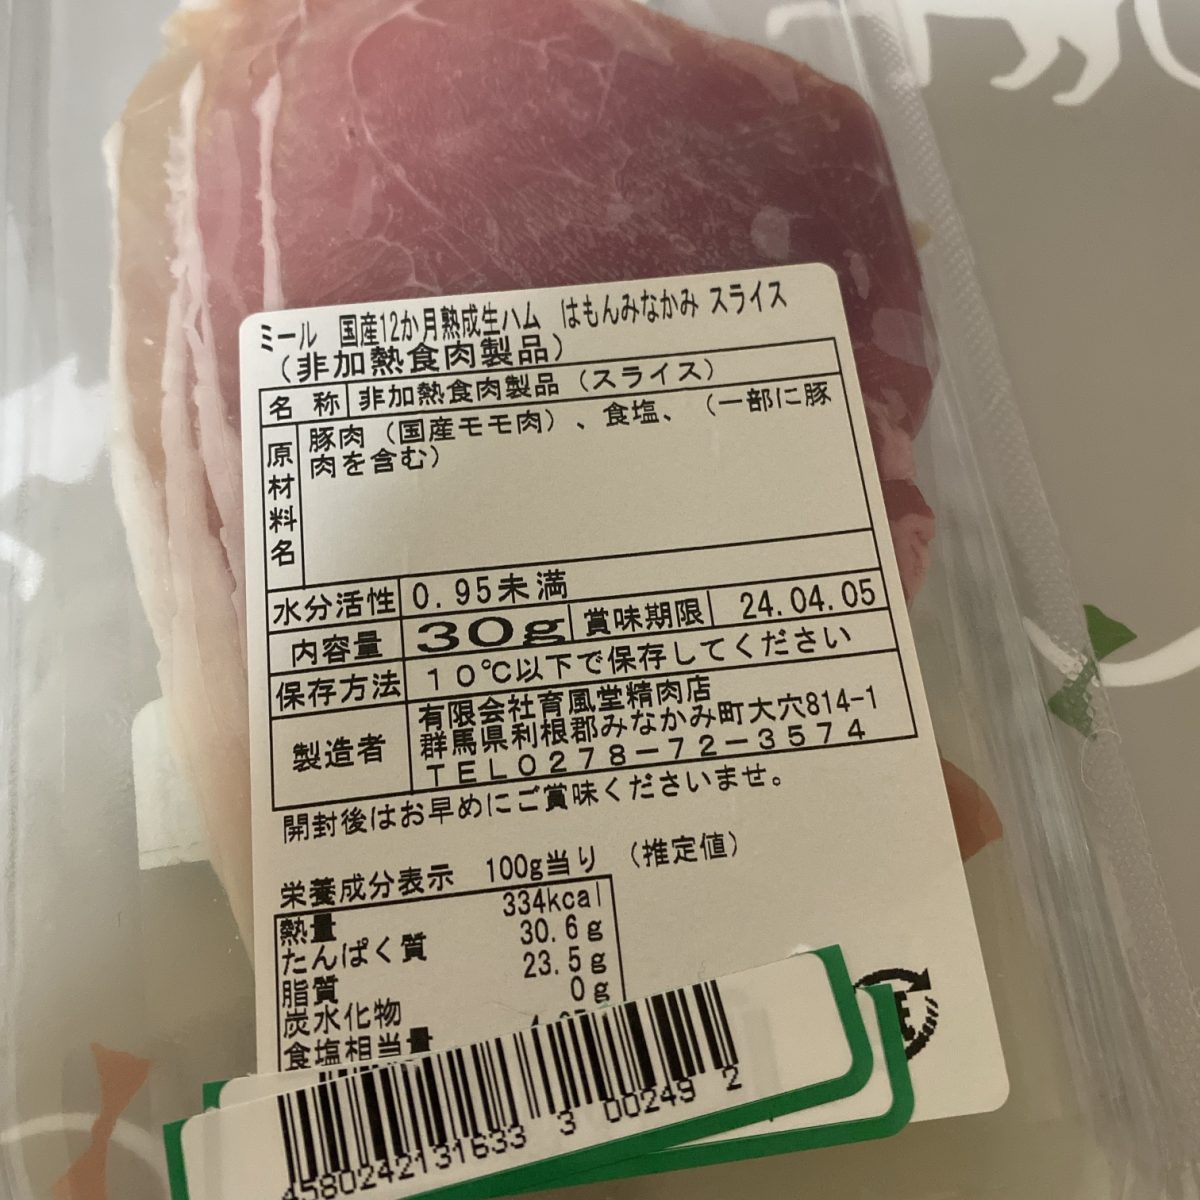 ミール 国産12か月熟成生ハム はもんみなかみ スライス
（非加熱食肉製品）
名称 非加熱食肉製品（スライス）
原材料名 豚肉（国産モモ肉）、食塩、（一部に豚
肉を含む）
水分活性 0.95未満
内容量 30g 賞味期限 24.04.05
保存方法 10℃以下で保存してください
製造者 有限会社育風堂精肉店
群馬県利根郡みなかみ町大穴814-1
TEL0278-72-3574
開封後はお早めにご賞味くださいませ。
栄養成分表示 100g当り （推定値）
熱量 334kcal
たんぱく質 30.6g
脂質 23.5g
炭水化物 0g
食塩相当量
4580242131633 3 00249 2